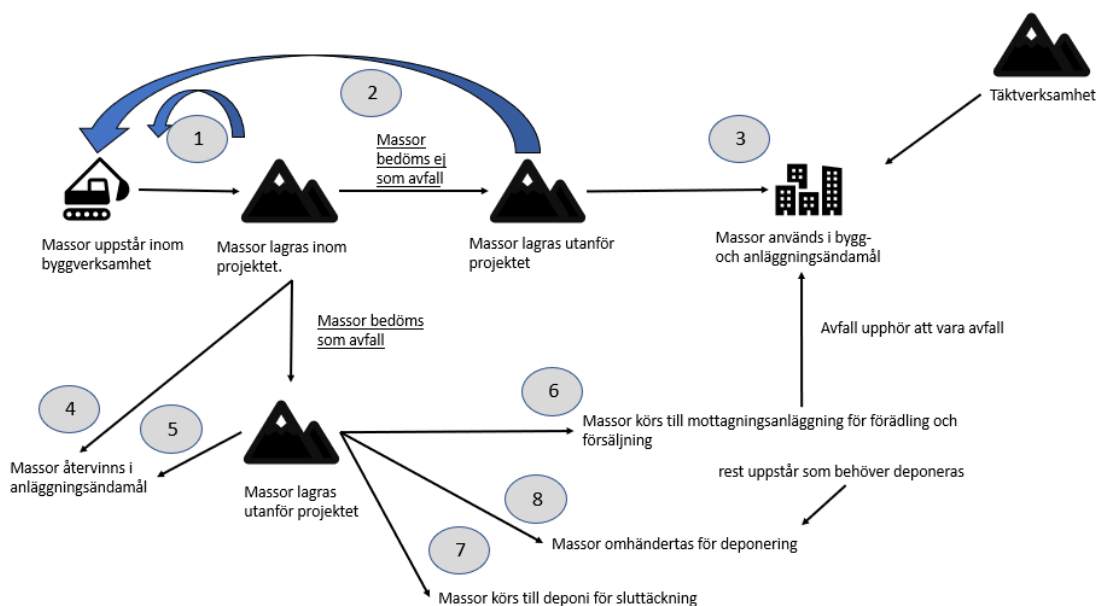 Täktverksamhet
2
1
3
Massor
bedöms ej
som avfall
Massor uppstår inom
byggverksamhet
Massor lagras inom
projektet.
Massor lagras utanför
projektet
Massor används i bygg-
och anläggningsändamål
Massor bedöms
som avfall
Avfall upphör att vara avfall
4
5
6
Massor återvinns i
anläggningsändamål
Massor lagras
utanför projektet
Massor körs till mottagningsanläggning för förädling och
försäljning
rest uppstår som behöver deponeras
8
7
Massor omhändertas för deponering
Massor körs till deponi för sluttäckning